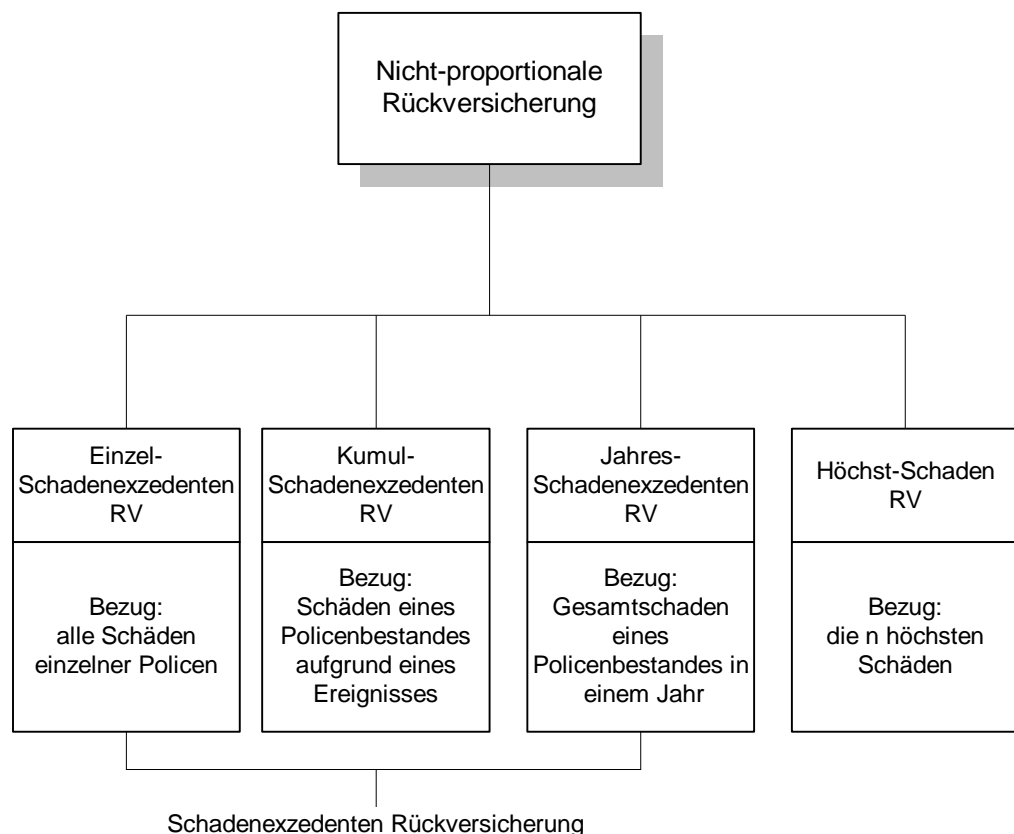 Nicht-proportionale
Rückversicherung
Einzel-
Schadenexzedenten
RV
Bezug:
alle Schäden
einzelner Policen
Kumul-
Schadenexzedenten
RV
Bezug:
Schäden eines
Policenbestandes
aufgrund eines
Ereignisses
Jahres-
Schadenexzedenten
RV
Bezug:
Gesamtschaden
eines
Policenbestandes in
einem Jahr
Höchst-Schaden
RV
Bezug:
die n höchsten
Schäden
Schadenexzedenten Rückversicherung